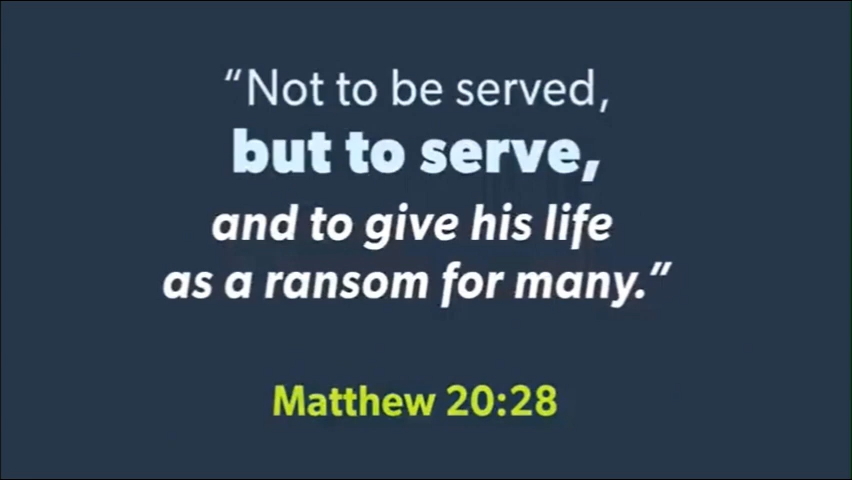 “Not to be served,
but to serve,
and to give his life
as a ransom for many.”
Matthew 20:28